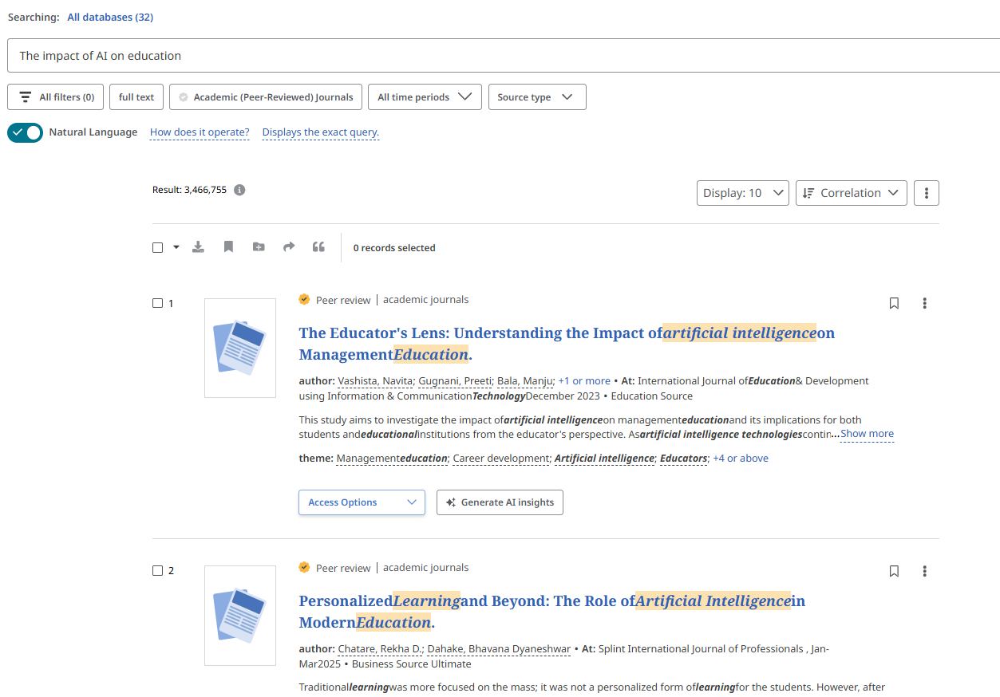 Searching: All databases (32)
The impact of AI on education
All filters (0) full text Academic (Peer-Reviewed) Journals All time periods Source type
Natural Language How does it operate? Displays the exact query.
Result: 3,466,755
Display: 10 Correlation
0 records selected
1 Peer review | academic journals
The Educator's Lens: Understanding the Impact ofartificial intelligenceon
ManagementEducation.
author: Vashista, Navita; Gugnani, Preeti; Bala, Manju; +1 or more • At: International Journal ofEducation& Development
using Information & CommunicationTechnologyDecember 2023 • Education Source
This study aims to investigate the impact ofartificial intelligenceon managementeducationand its implications for both
students andeducationalinstitutions from the educator's perspective. Asartificial intelligence technologiescontin...Show more
theme: Managementeducation; Career development; Artificial intelligence; Educators; +4 or above
Access Options Generate AI insights
2 Peer review | academic journals
PersonalizedLearningand Beyond: The Role ofArtificial Intelligencein
ModernEducation.
author: Chatare, Rekha D.; Dahake, Bhavana Dyaneshwar • At: Splint International Journal of Professionals , Jan-
Mar2025 • Business Source Ultimate
Traditionallearningwas more focused on the mass; it was not a personalized form oflearningfor the students. However, after